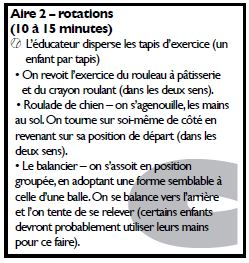 Aire 2 – rotations
(10 à 15 minutes)
L'éducateur disperse les tapis d'exercice (un
enfant par tapis)
• On revoit l'exercice du rouleau à pâtisserie
et du crayon roulant (dans les deux sens).
• Roulade de chien – on s'agenouille, les mains
au sol. On tourne sur soi-même de côté en
revenant sur sa position de départ (dans les
deux sens).
• Le balancier – on s'assoit en position
groupée, en adoptant une forme semblable à
celle d'une balle. On se balance vers l'arrière
et l'on tente de se relever (certains enfants
devront probablement utiliser leurs mains
pour ce faire).